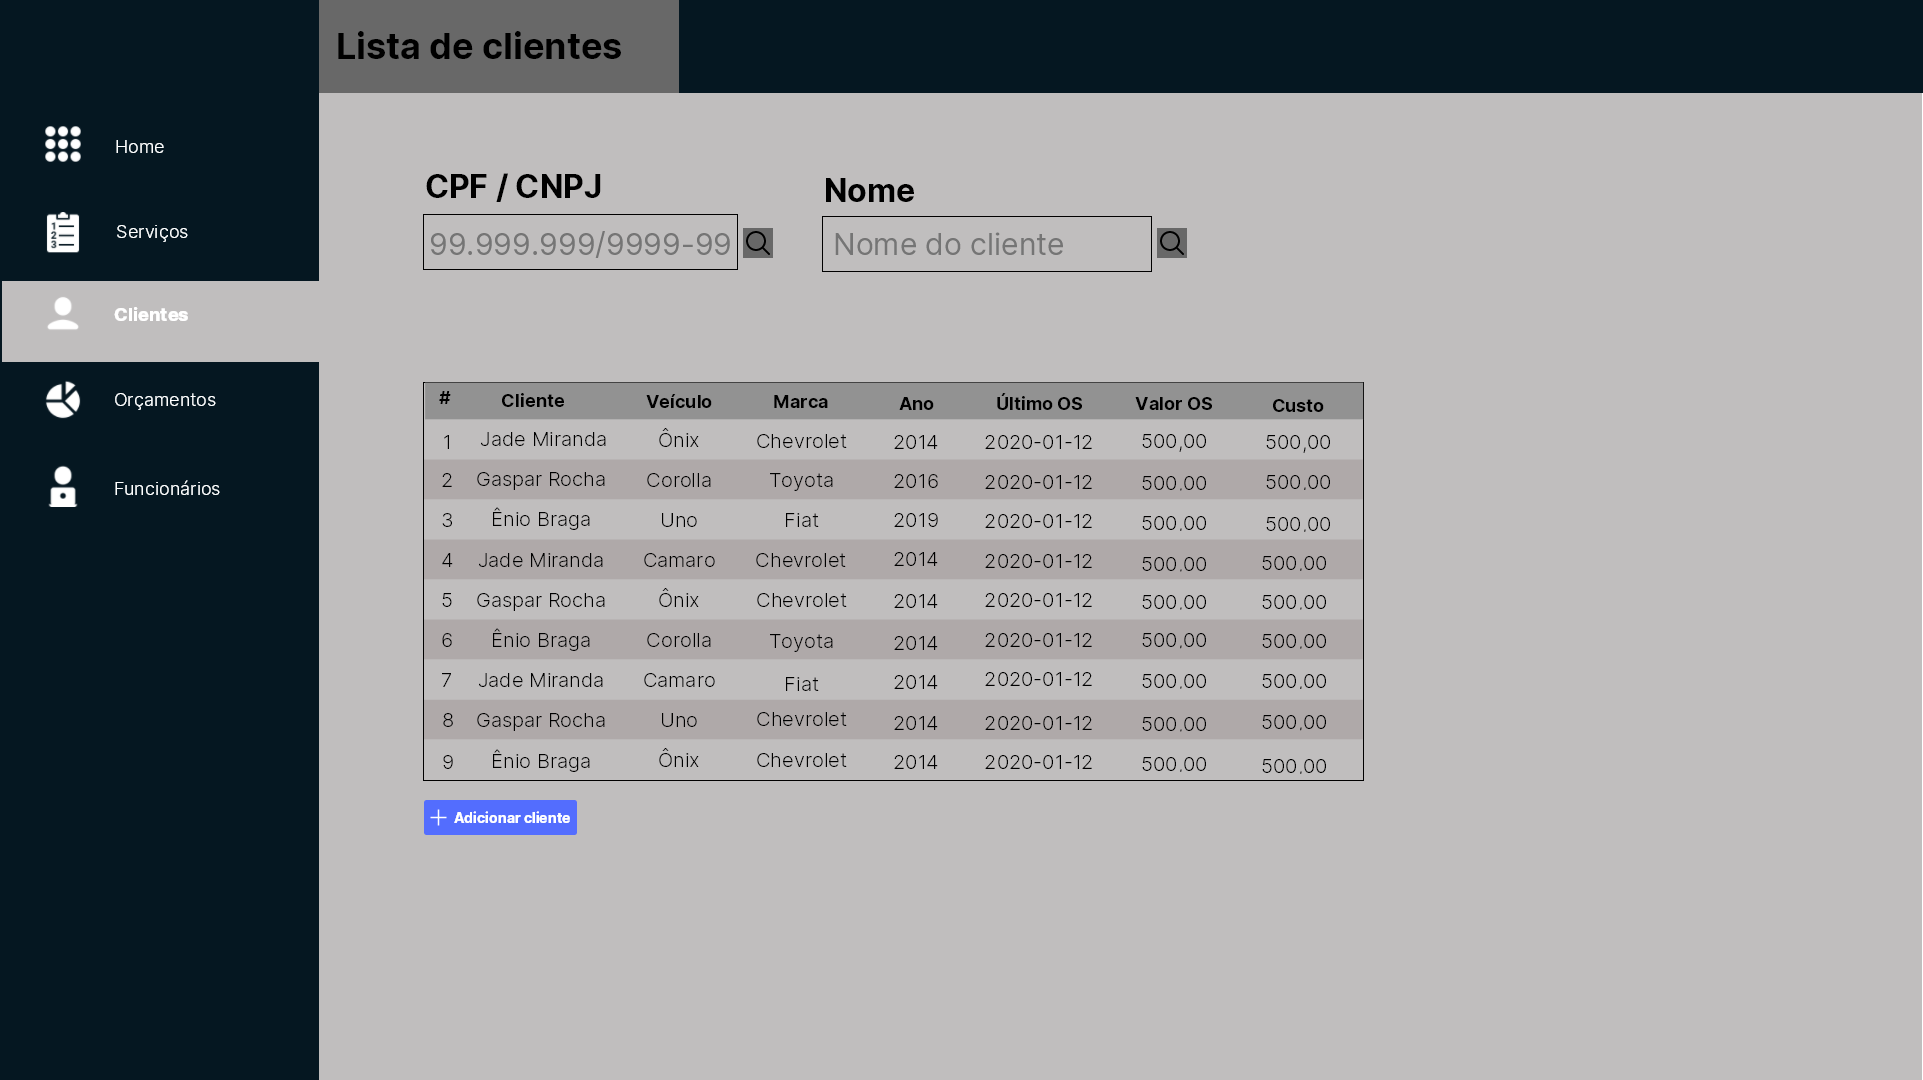 Lista de clientes
Home
Serviços
Clientes
Orçamentos
Funcionários
CPF / CNPJ
99.999.999/9999-99
Nome
Nome do cliente
# Cliente Veículo Marca Ano Último OS Valor OS Custo
1 Jade Miranda Ônix Chevrolet 2014 2020-01-12 500,00 500,00
2 Gaspar Rocha Corolla Toyota 2016 2020-01-12 500,00 500,00
3 Ênio Braga Uno Fiat 2019 2020-01-12 500,00 500,00
4 Jade Miranda Camaro Chevrolet 2014 2020-01-12 500,00 500,00
5 Gaspar Rocha Ônix Chevrolet 2014 2020-01-12 500,00 500,00
6 Ênio Braga Corolla Toyota 2014 2020-01-12 500,00 500,00
7 Jade Miranda Camaro Fiat 2014 2020-01-12 500,00 500,00
8 Gaspar Rocha Uno Chevrolet 2014 2020-01-12 500,00 500,00
9 Ênio Braga Ônix Chevrolet 2014 2020-01-12 500,00 500,00
Adicionar cliente